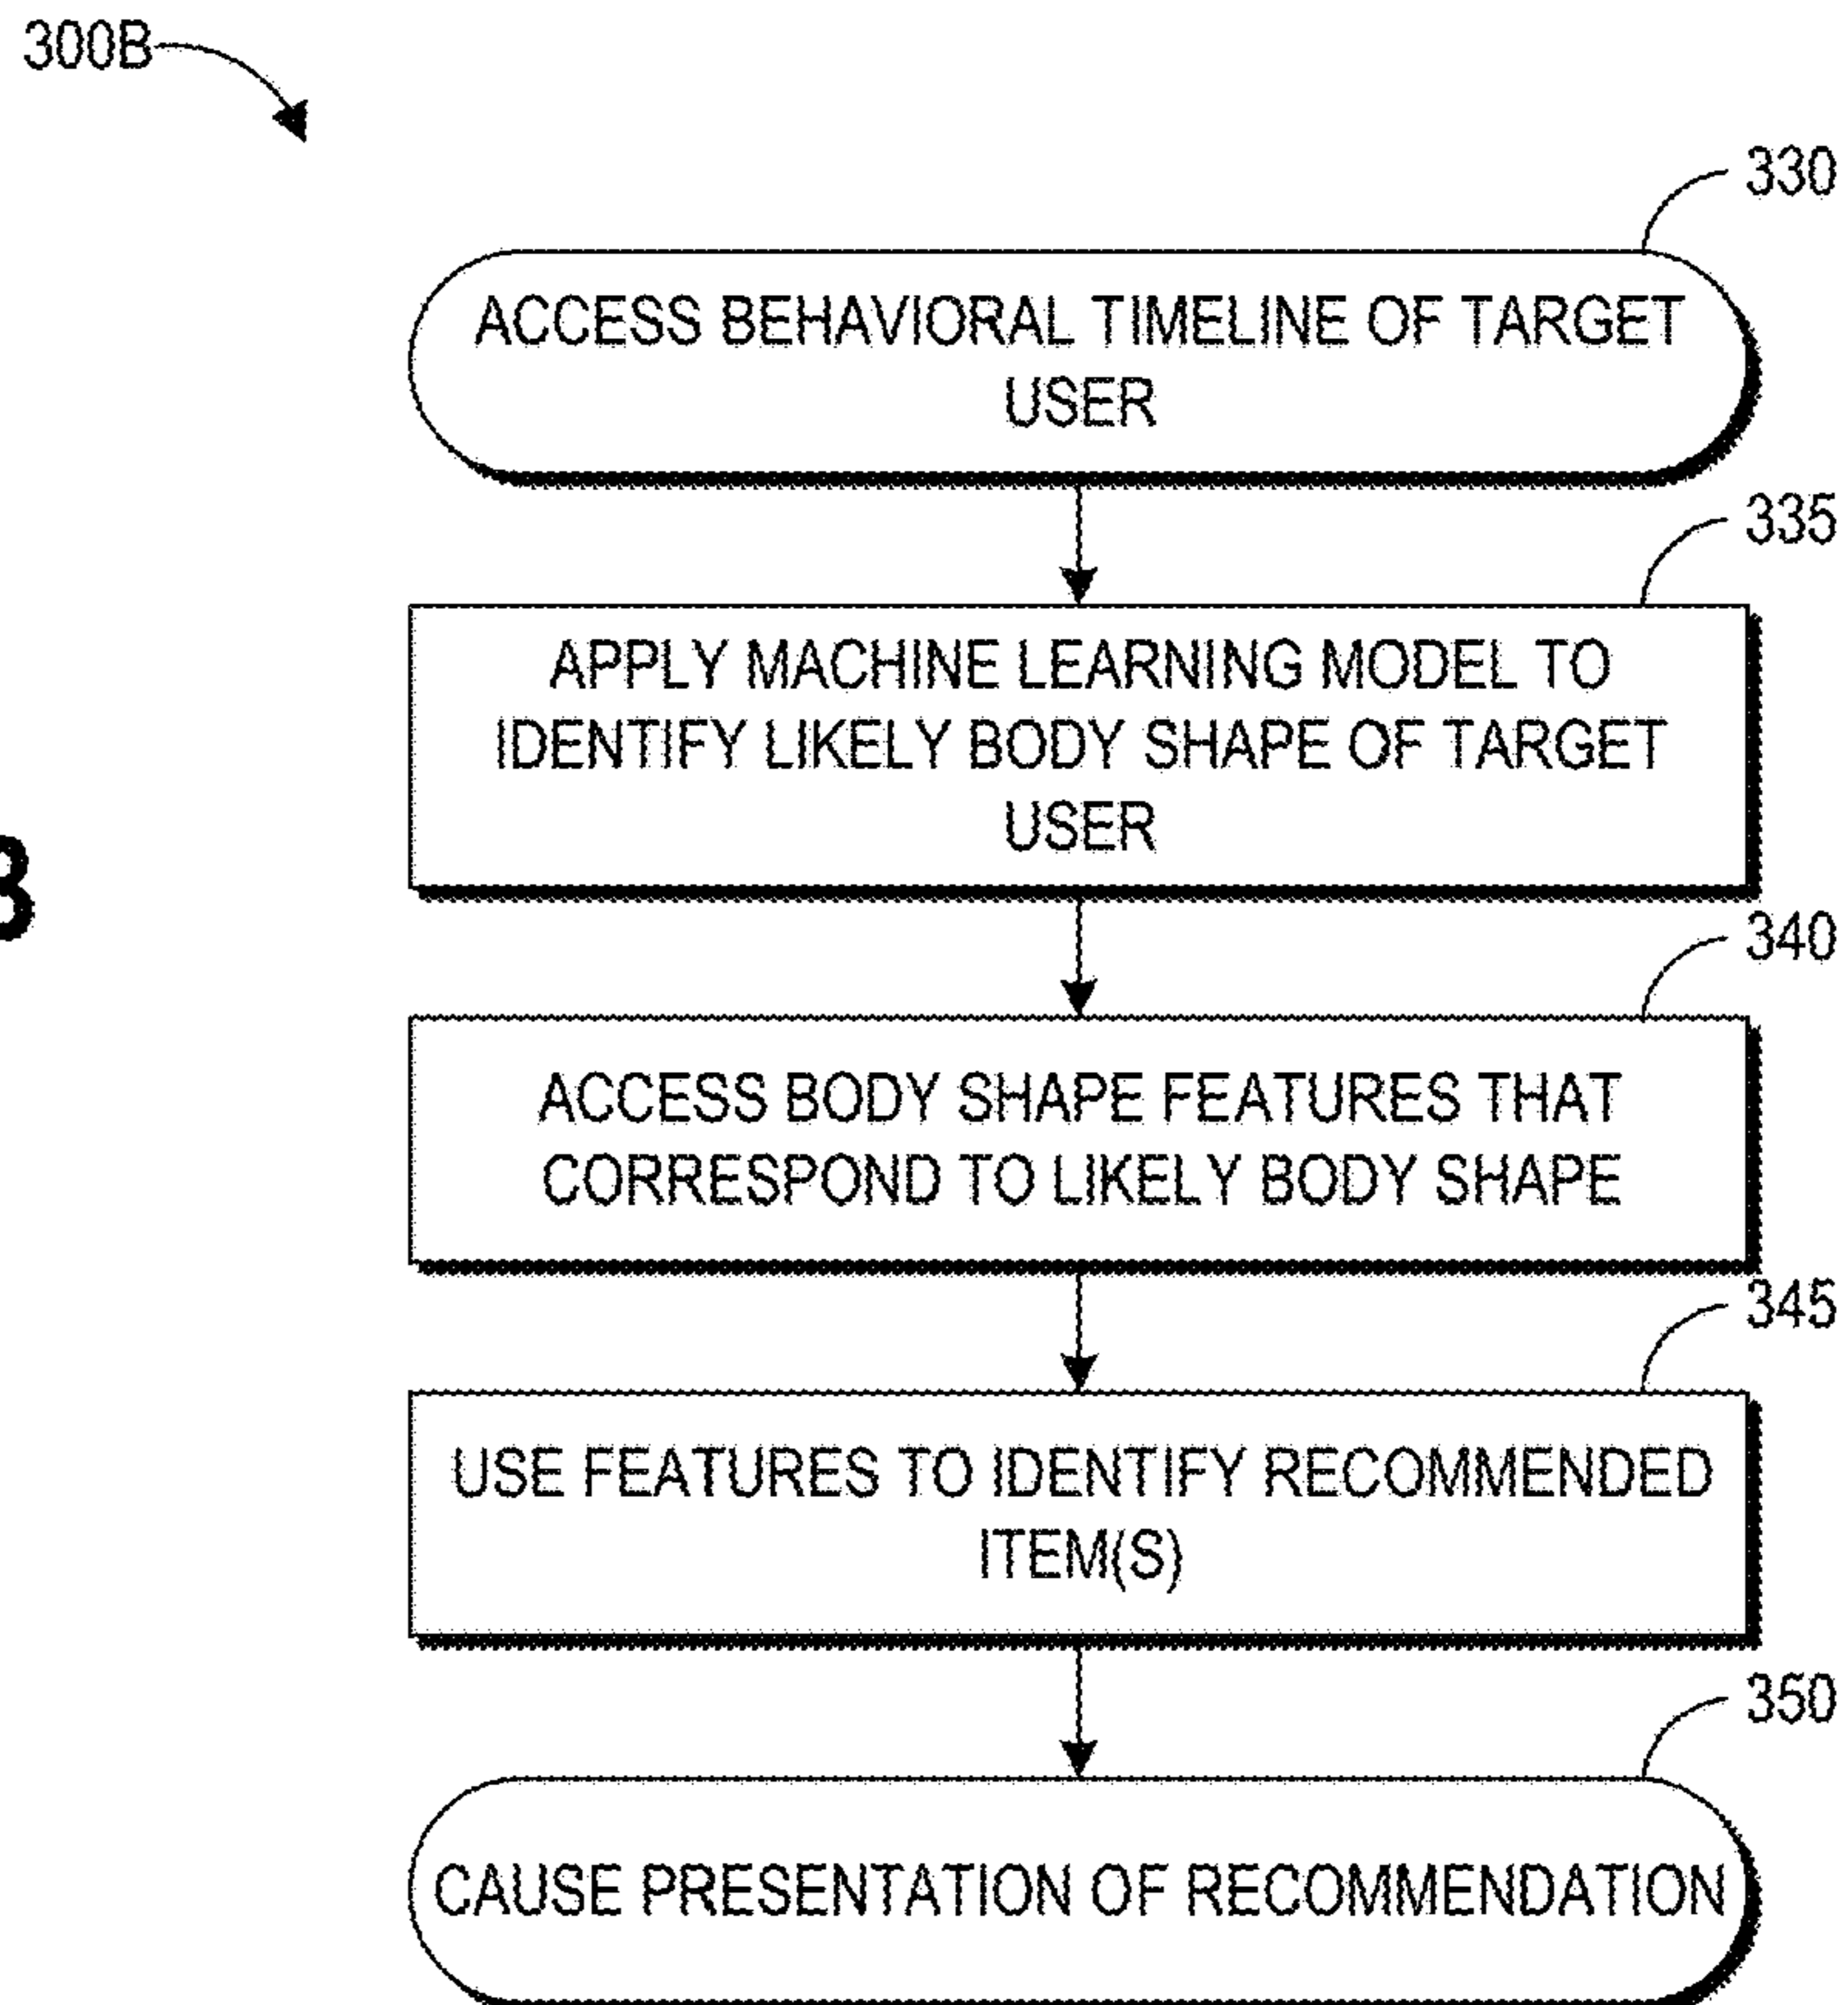 300B
330
ACCESS BEHAVIORAL TIMELINE OF TARGET
USER
335
APPLY MACHINE LEARNING MODEL TO
IDENTIFY LIKELY BODY SHAPE OF TARGET
USER
340
ACCESS BODY SHAPE FEATURES THAT
CORRESPOND TO LIKELY BODY SHAPE
345
USE FEATURES TO IDENTIFY RECOMMENDED
ITEM(S)
350
CAUSE PRESENTATION OF RECOMMENDATION